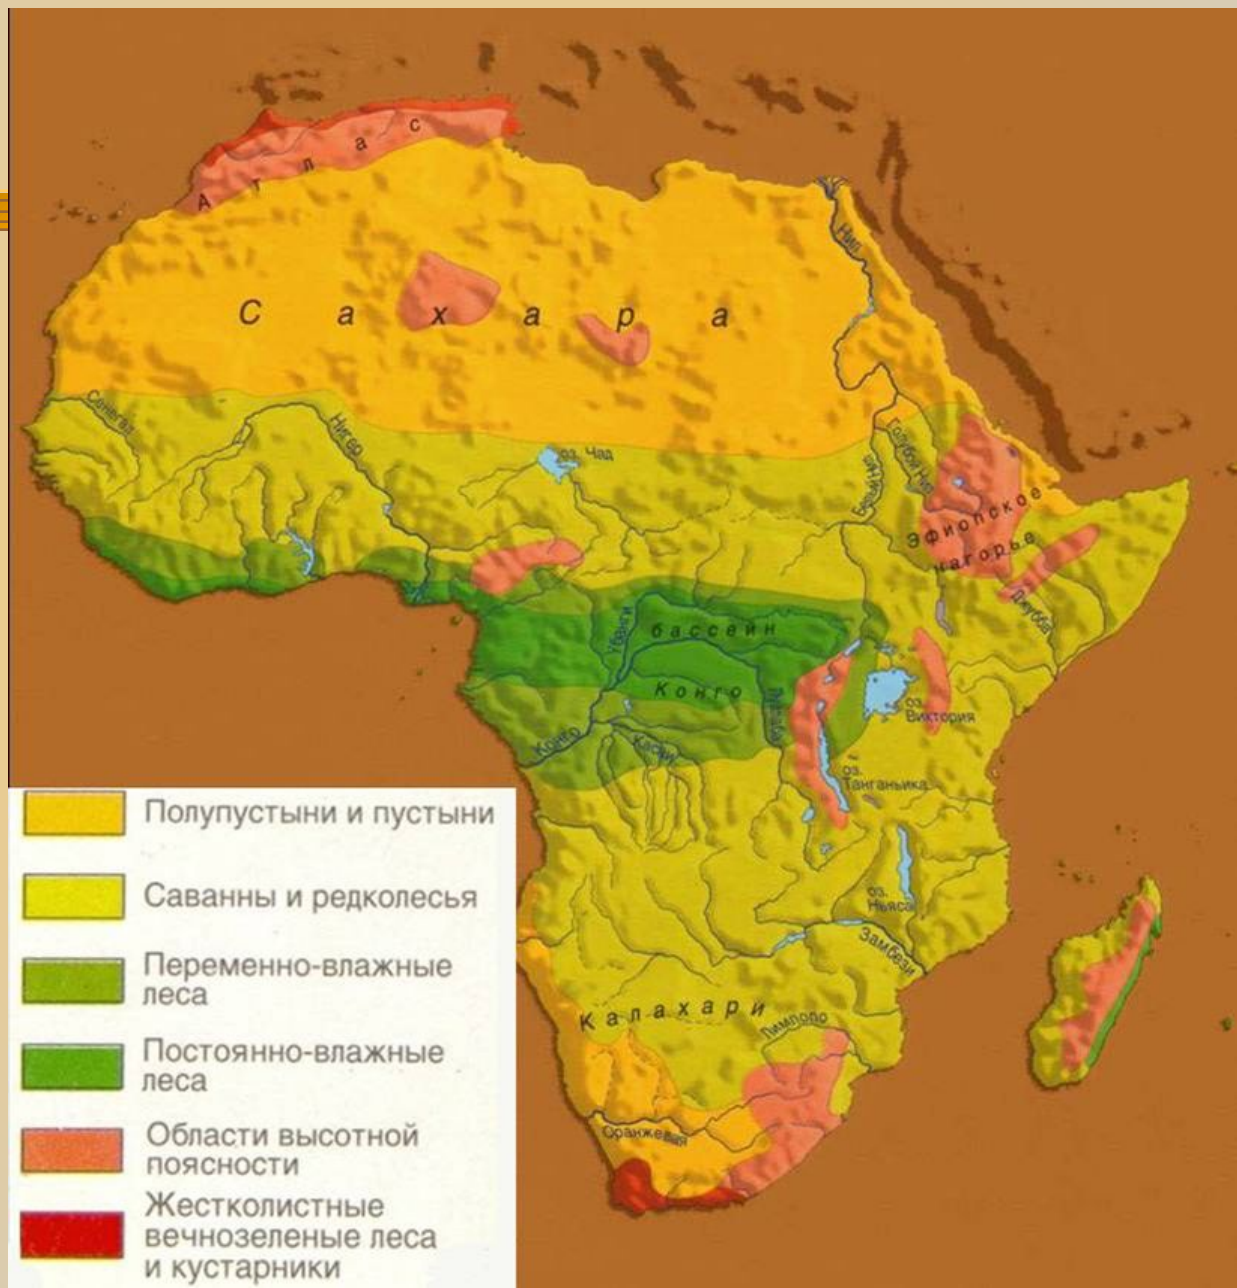 Атлас
Сахара
Нил
Сенегал
Нигер
оз. Чад
Белый Нил
Голубой Нил
Эфиопское
нагорье
Джубба
Убанги
бассейн
Конго
Луалаба
оз.
Виктория
Конго
Касаи
оз.
Танганьика
оз.
Ньяса
Замбези
Калахари
Лимпопо
Оранжевая
Полупустыни и пустыни
Саванны и редколесья
Переменно-влажные
леса
Постоянно-влажные
леса
Области высотной
поясности
Жестколистные
вечнозеленые леса
и кустарники